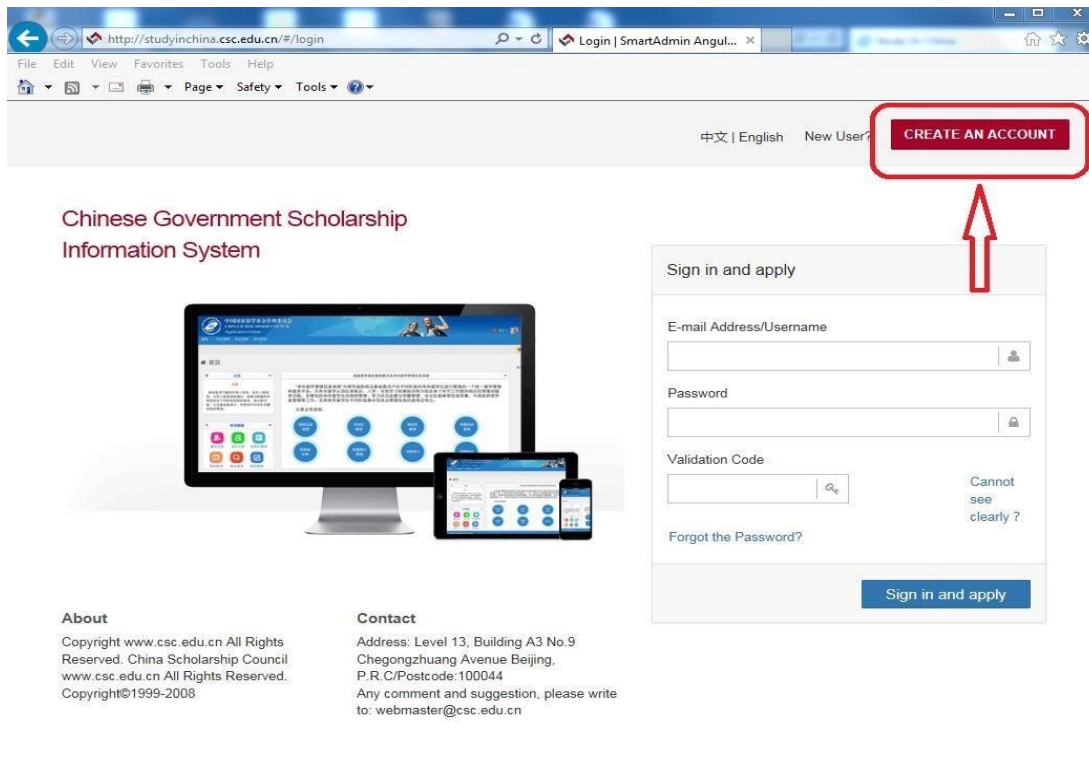 http://studyinchina.csc.edu.cn/#/login
Login | SmartAdmin Angul...
File Edit View Favorites Tools Help
Page Safety Tools
中文 | English New User? CREATE AN ACCOUNT
Chinese Government Scholarship
Information System
Sign in and apply
E-mail Address/Username
Password
Validation Code
Cannot
see
clearly ?
Forgot the Password?
Sign in and apply
About
Copyright www.csc.edu.cn All Rights
Reserved. China Scholarship Council
www.csc.edu.cn All Rights Reserved.
Copyright©1999-2008
Contact
Address: Level 13, Building A3 No.9
Chegongzhuang Avenue Beijing,
P.R.C/Postcode:100044
Any comment and suggestion, please write
to: webmaster@csc.edu.cn